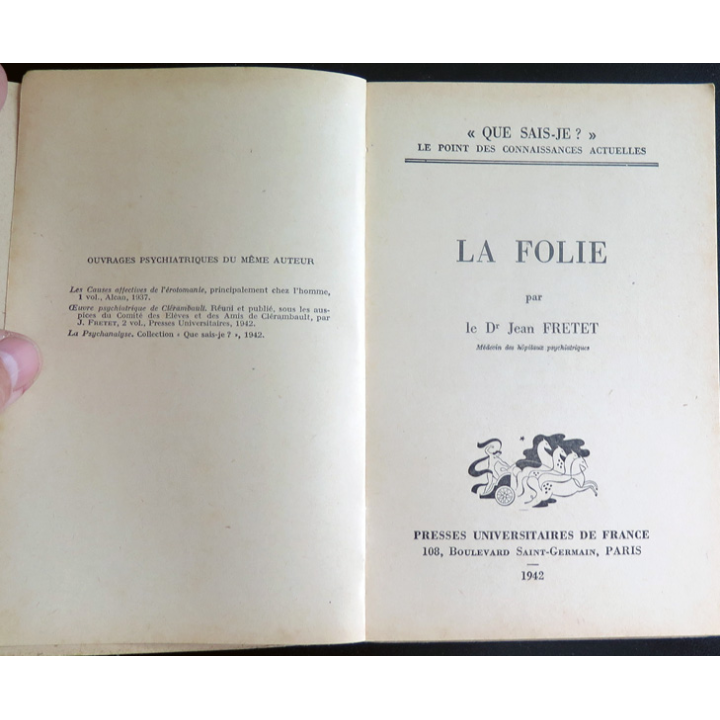 OUVRAGES PSYCHIATRIQUES DU MÊME AUTEUR
Les Causes affectives de l'érotomanie, principalement chez l'homme,
1 vol., Alcan, 1937.
Œuvre psychiatrique de Clérambault. Réuni et publié, sous les aus-
pices du Comité des Elèves et des Amis de Clérambault, par
J. FRETET, 2 vol., Presses Universitaires, 1942.
La Psychanalyse. Collection « Que sais-je ? », 1942.
« QUE SAIS-JE ? »
LE POINT DES CONNAISSANCES ACTUELLES
LA FOLIE
par
le Dr Jean FRETET
Médecin des hôpitaux psychiatriques
PRESSES UNIVERSITAIRES DE FRANCE
108, BOULEVARD SAINT-GERMAIN, PARIS
1942